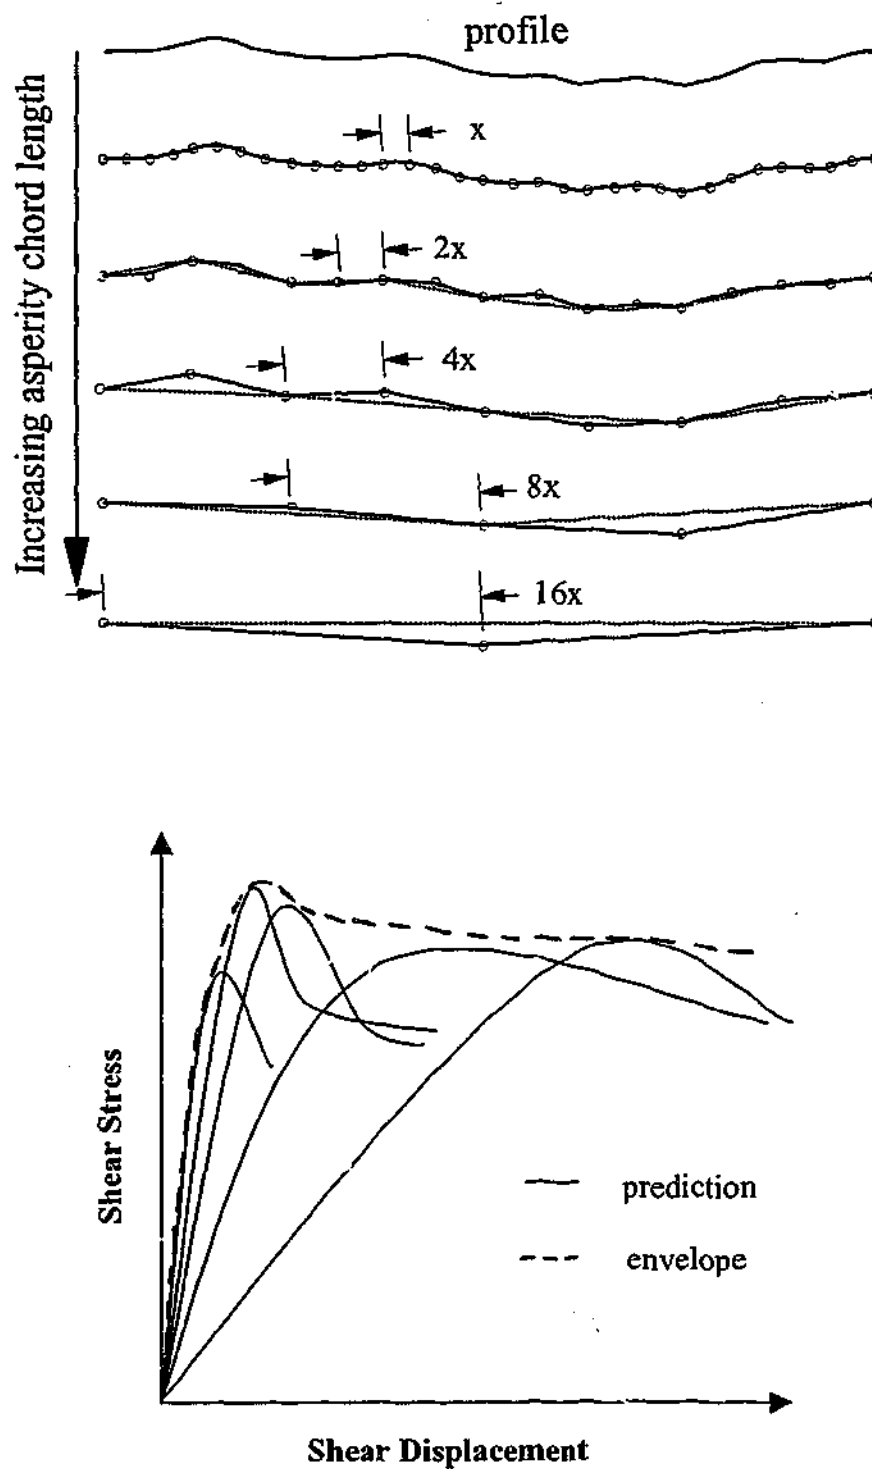 profile
Increasing asperity chord length
x
2x
4x
8x
16x
Shear Stress
prediction
envelope
Shear Displacement